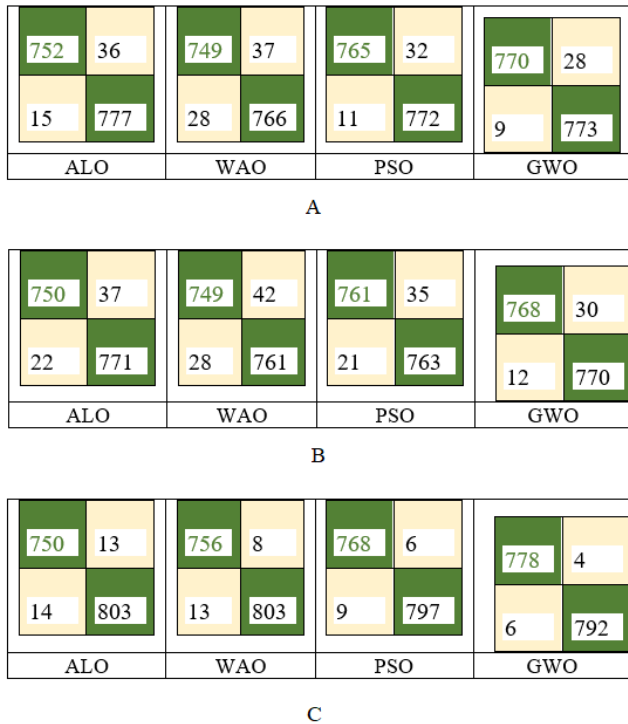 752 36 749 37 765 32 770 28
15 777 28 766 11 772 9 773
ALO WAO PSO GWO
A
750 37 749 42 761 35 768 30
22 771 28 761 21 763 12 770
ALO WAO PSO GWO
B
750 13 756 8 768 6 778 4
14 803 13 803 9 797 6 792
ALO WAO PSO GWO
C